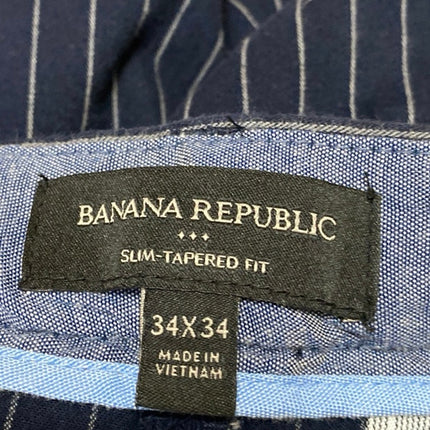 BANANA REPUBLIC
SLIM-TAPERED FIT
34X34
MADE IN
VIETNAM